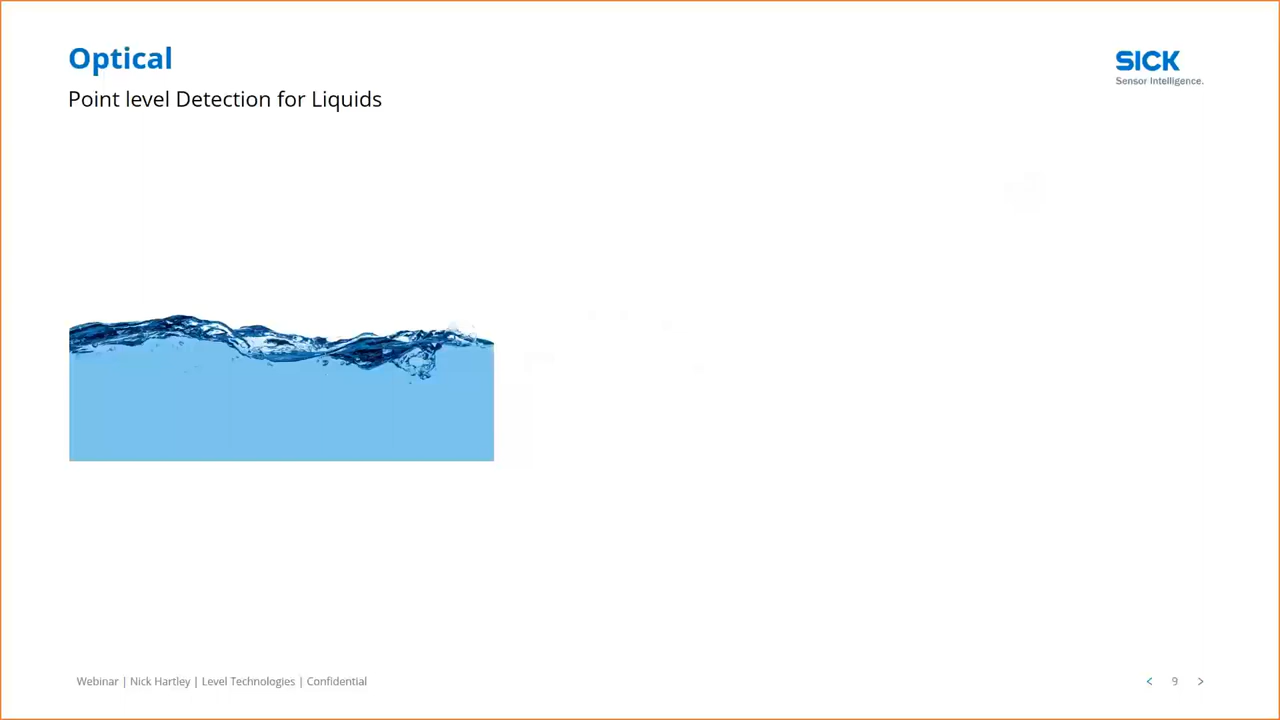 Optical
SICK
Sensor Intelligence.
Point level Detection for Liquids
Webinar | Nick Hartley | Level Technologies | Confidential
< 9 >